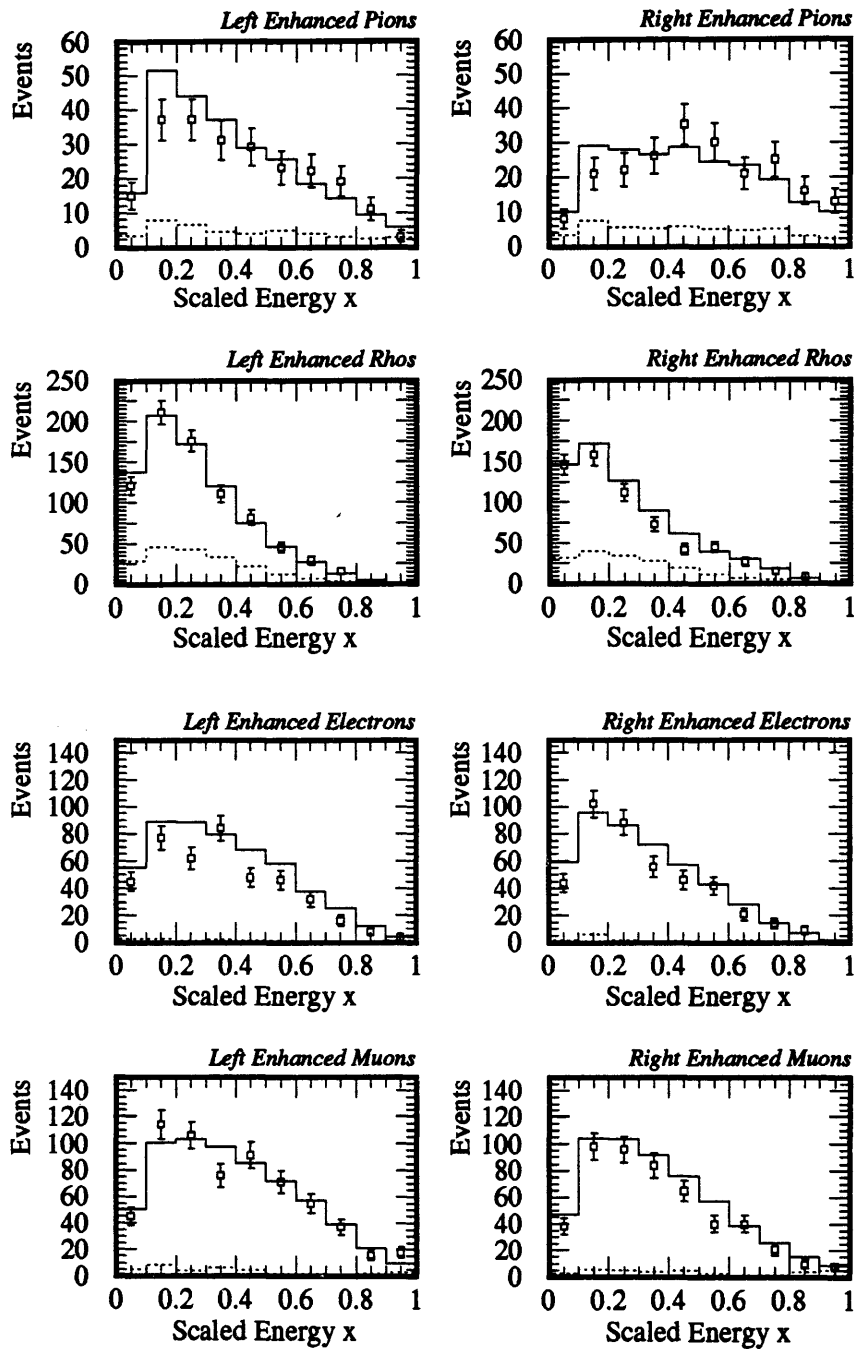 Left Enhanced Pions
Events
60
50
40
30
20
10
0
0 0.2 0.4 0.6 0.8 1
Scaled Energy x
Right Enhanced Pions
Events
60
50
40
30
20
10
0
0 0.2 0.4 0.6 0.8 1
Scaled Energy x
Left Enhanced Rhos
Events
250
200
150
100
50
0
0 0.2 0.4 0.6 0.8 1
Scaled Energy x
Right Enhanced Rhos
Events
250
200
150
100
50
0
0 0.2 0.4 0.6 0.8 1
Scaled Energy x
Left Enhanced Electrons
Events
140
120
100
80
60
40
20
0
0 0.2 0.4 0.6 0.8 1
Scaled Energy x
Right Enhanced Electrons
Events
140
120
100
80
60
40
20
0
0 0.2 0.4 0.6 0.8 1
Scaled Energy x
Left Enhanced Muons
Events
140
120
100
80
60
40
20
0
0 0.2 0.4 0.6 0.8 1
Scaled Energy x
Right Enhanced Muons
Events
140
120
100
80
60
40
20
0
0 0.2 0.4 0.6 0.8 1
Scaled Energy x